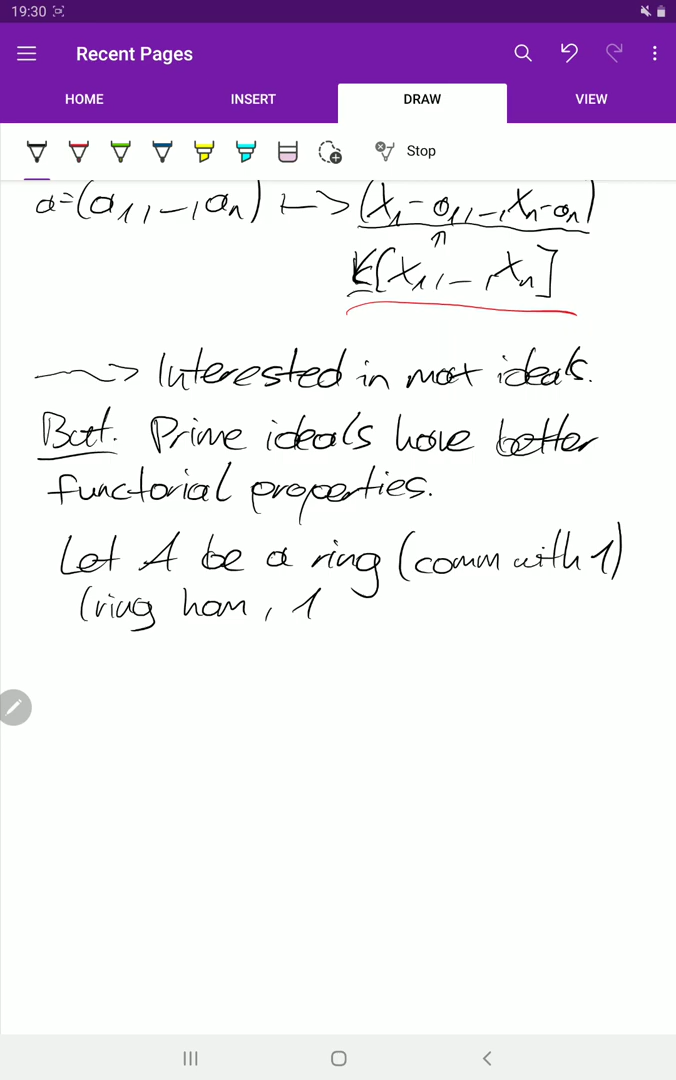 19:30
Recent Pages
HOME INSERT DRAW VIEW
Stop
a=(a1,-,an) ↦ (X1-a1,-,Xn-an)
↑
K[X1,-,Xn]
⟿ Interested in max ideals.
But. Prime ideals have better
functorial properties.
Let A be a ring (comm with 1)
(ring hom, 1